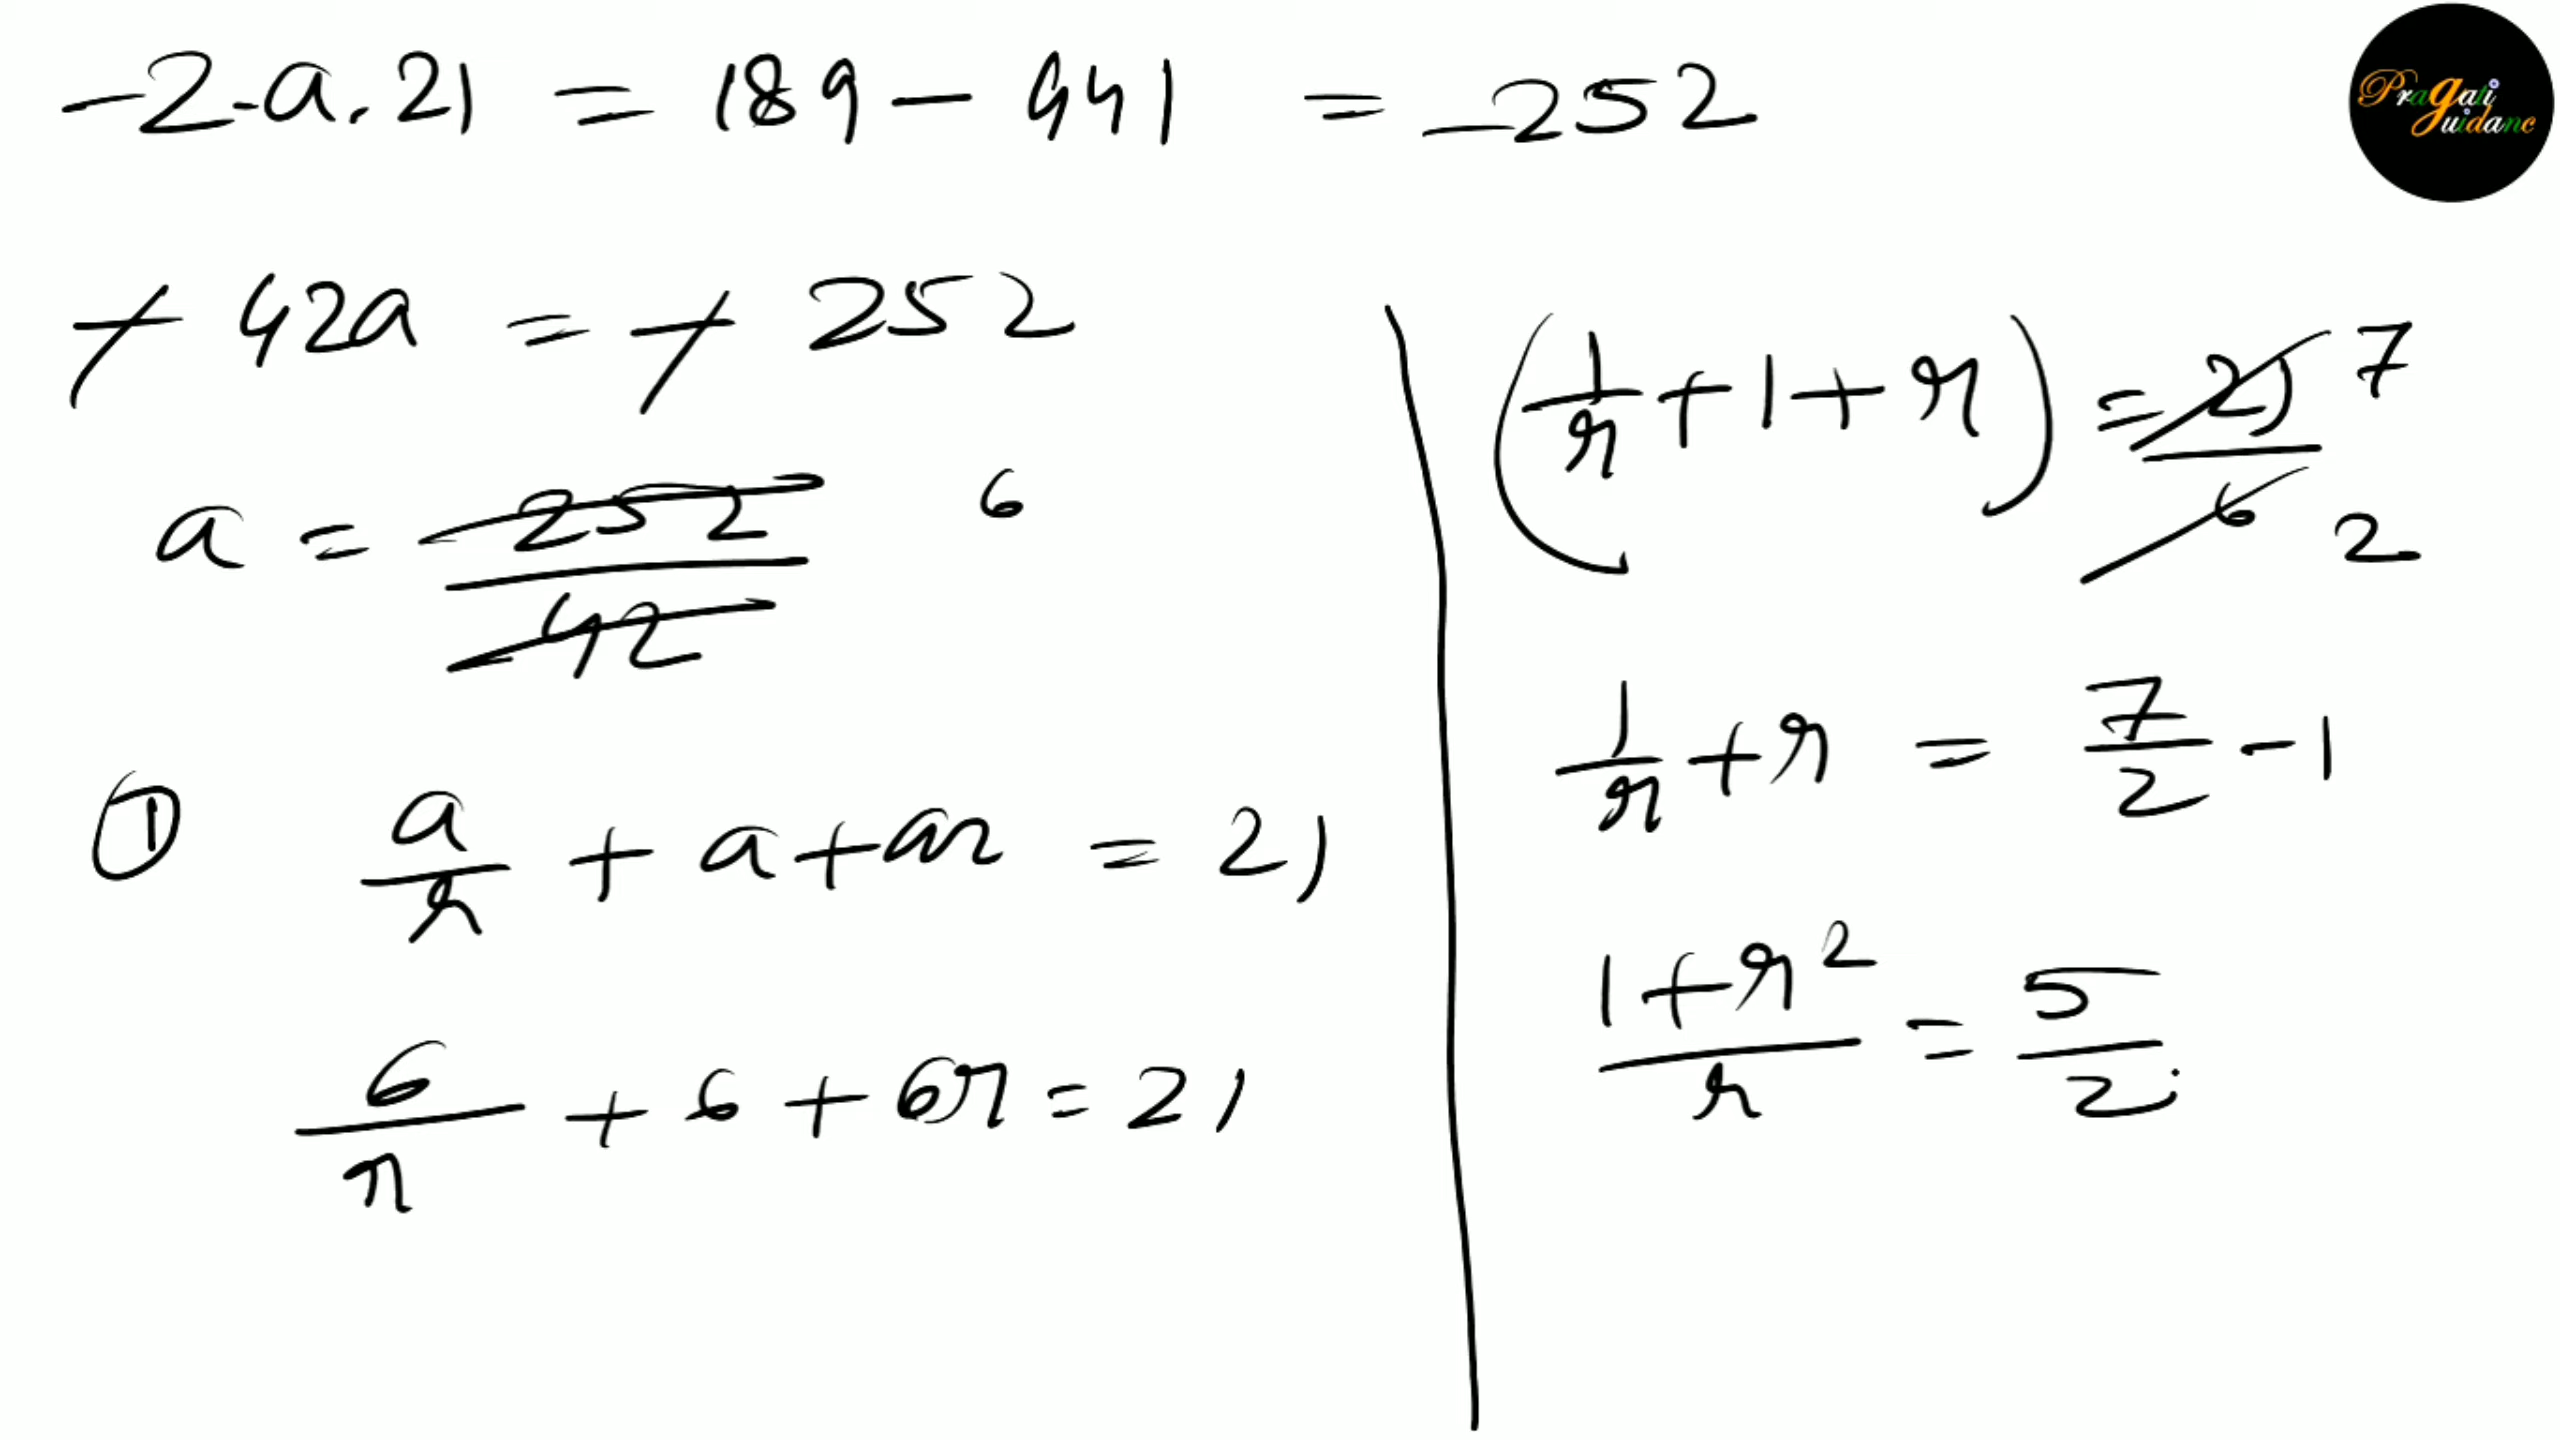 -2·a.21 = 189 - 441 = -252
Pragati Guidanc
- 42a = - 252
a = 252/42 6
① a/r + a + ar = 21
6/r + 6 + 6r = 21
(1/r + 1 + r) = 21/6 7 2
1/r + r = 7/2 - 1
1+r²/r = 5/2